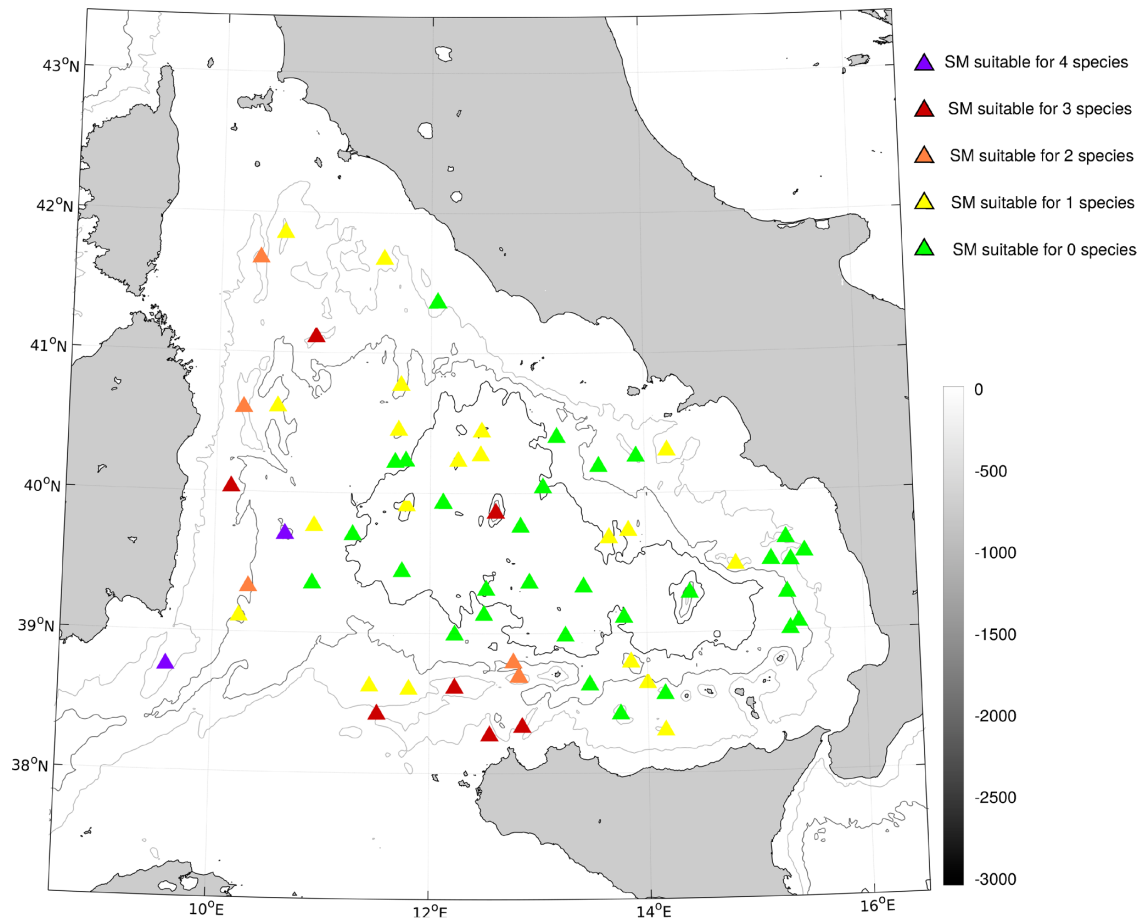 43°N
42°N
41°N
40°N
39°N
38°N
10°E
12°E
14°E
16°E
SM suitable for 4 species
SM suitable for 3 species
SM suitable for 2 species
SM suitable for 1 species
SM suitable for 0 species
0
-500
-1000
-1500
-2000
-2500
-3000